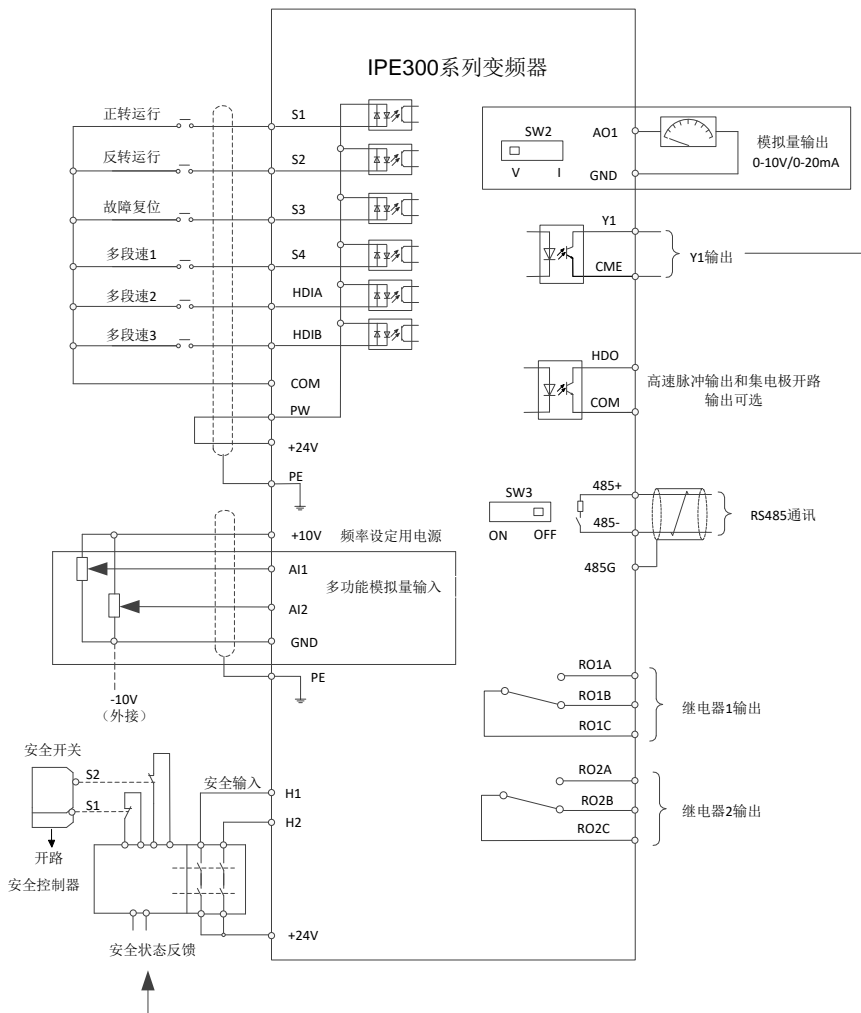 IPE300系列变频器
正转运行
S1
反转运行
S2
故障复位
S3
多段速1
S4
多段速2
HDIA
多段速3
HDIB
COM
PW
+24V
PE
SW2
V I
AO1
GND
模拟量输出
0-10V/0-20mA
Y1
CME
Y1输出
HDO
COM
高速脉冲输出和集电极开路
输出可选
SW3
ON OFF
485+
485-
485G
RS485通讯
+10V 频率设定用电源
AI1
多功能模拟量输入
AI2
GND
PE
-10V
（外接）
RO1A
RO1B
RO1C
继电器1输出
RO2A
RO2B
RO2C
继电器2输出
安全开关
S2
S1
开路
安全控制器
安全输入
H1
H2
+24V
安全状态反馈